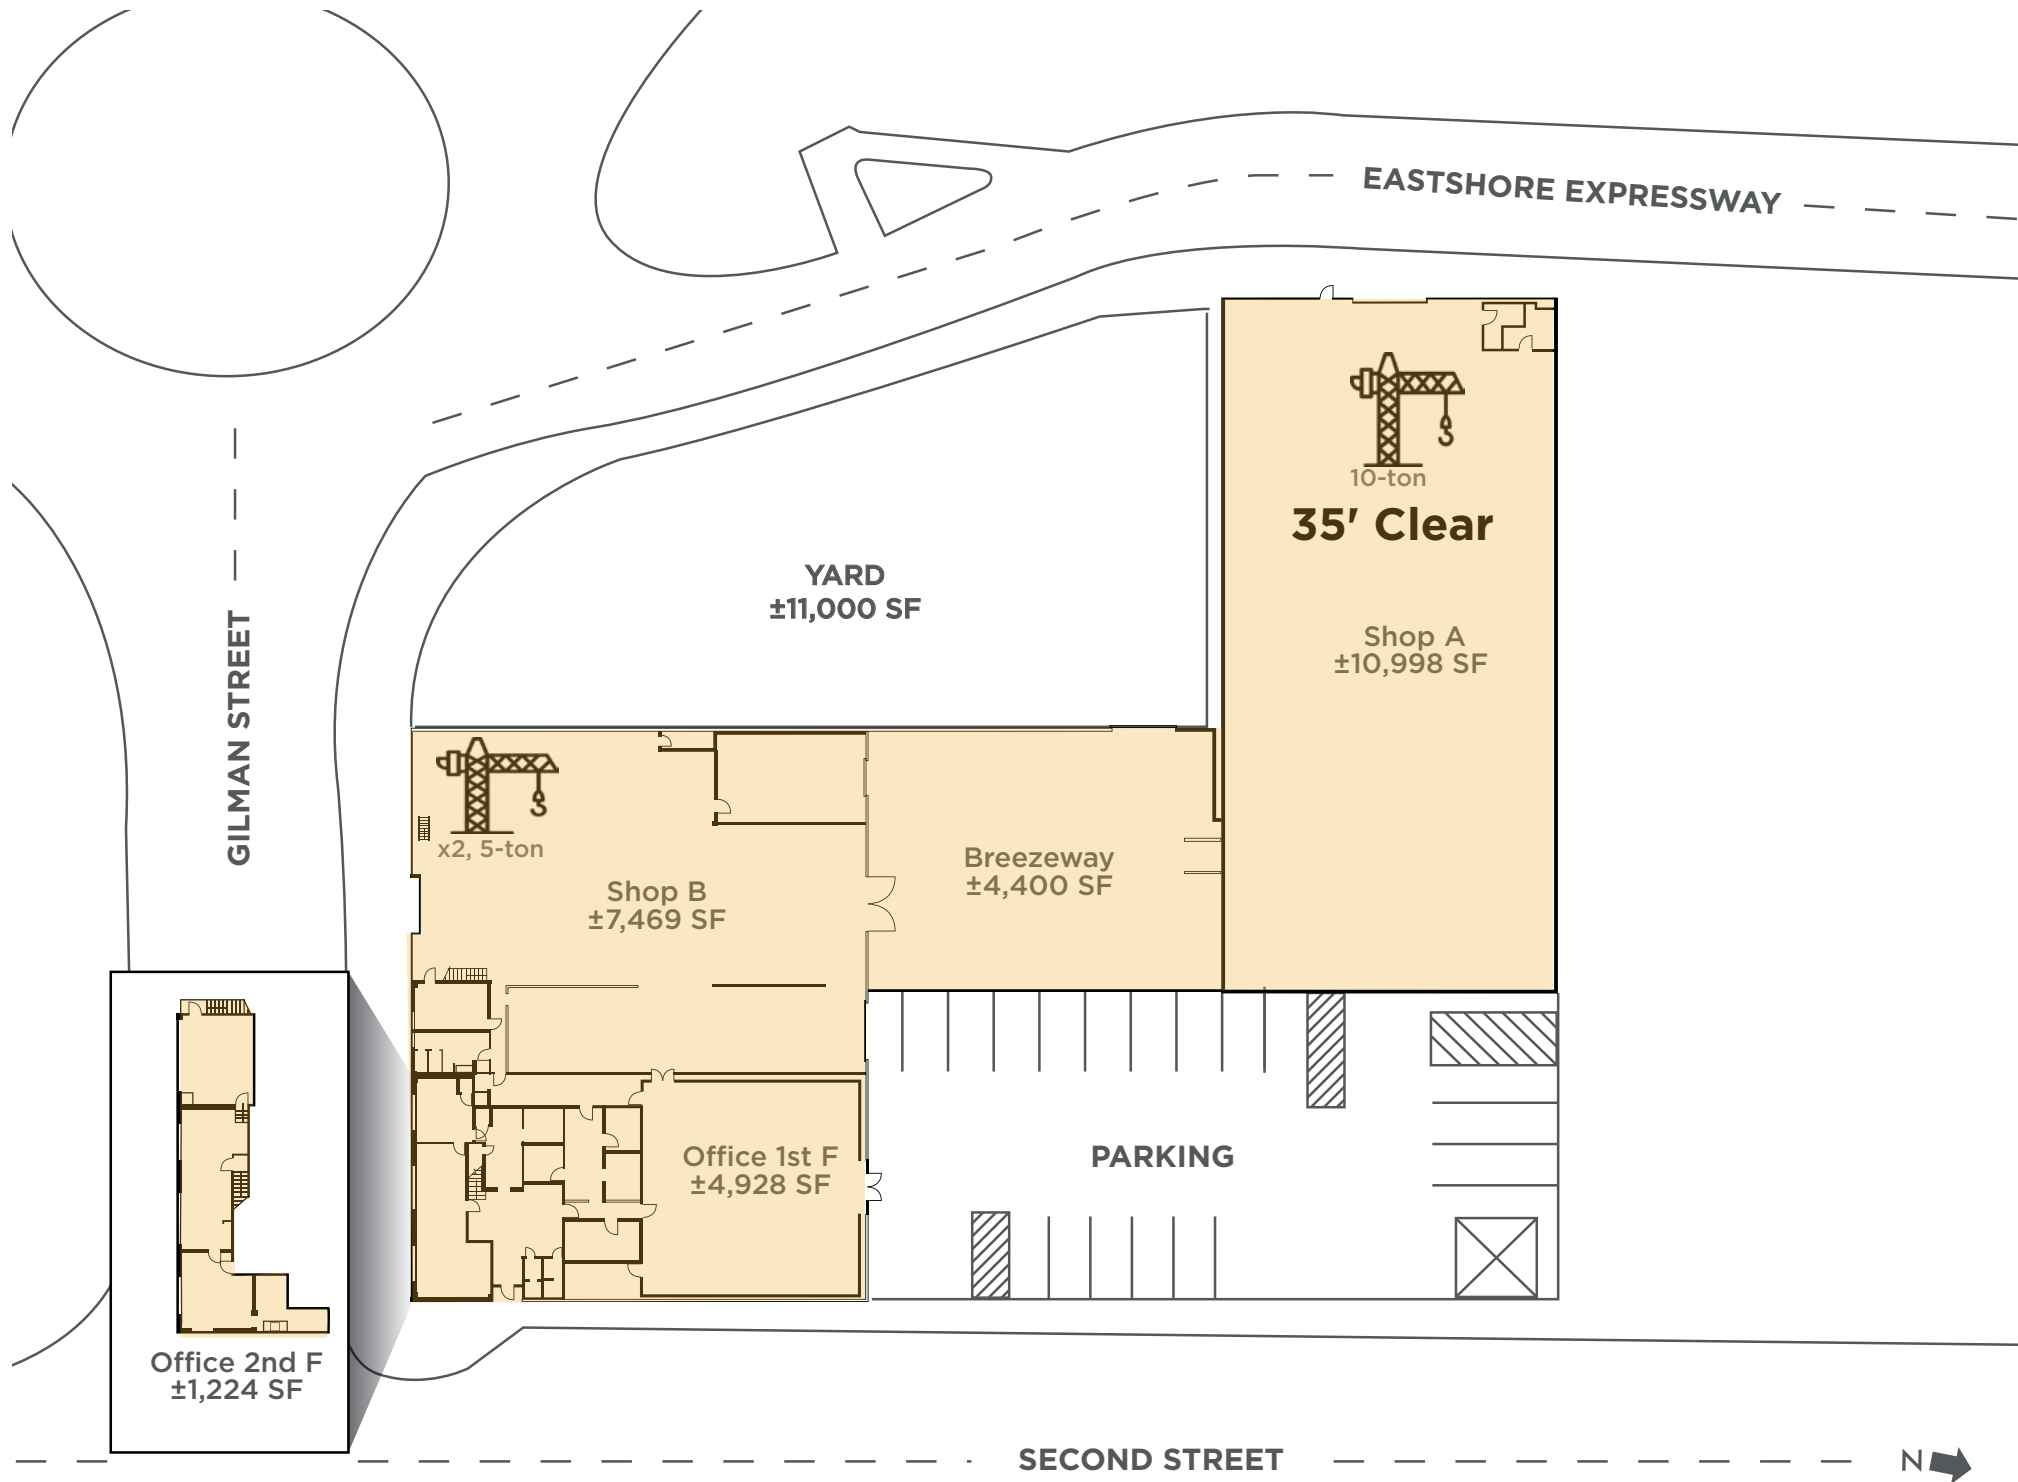 EASTSHORE EXPRESSWAY
10-ton
35' Clear
YARD
±11,000 SF
Shop A
±10,998 SF
GILMAN STREET
x2, 5-ton
Shop B
±7,469 SF
Breezeway
±4,400 SF
Office 1st F
±4,928 SF
PARKING
Office 2nd F
±1,224 SF
SECOND STREET
N